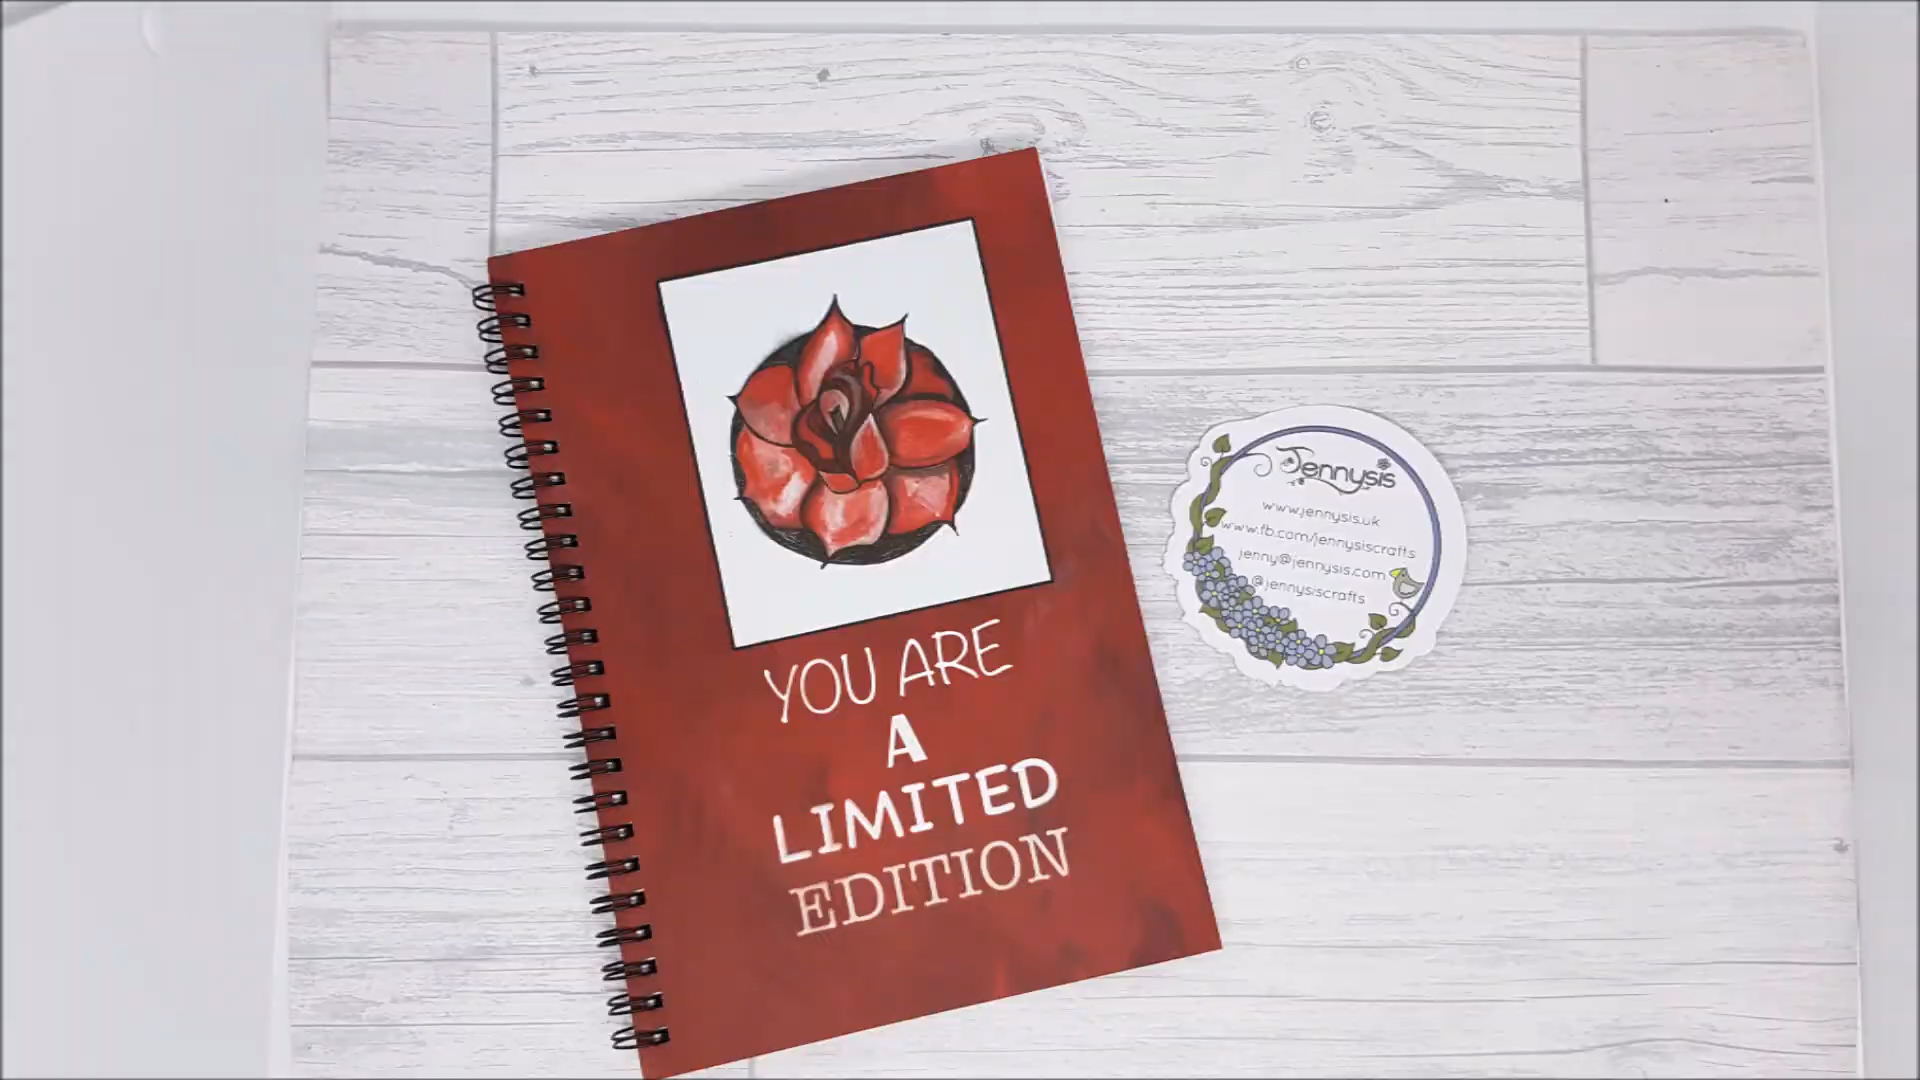 YOU ARE
A
LIMITED
EDITION
Jennysis
www.jennysis.uk
www.fb.com/jennysiscrafts
jenny@jennysis.com
@jennysiscrafts